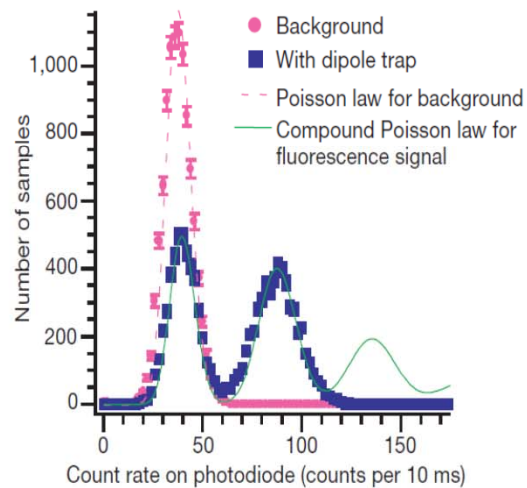 Background
With dipole trap
Poisson law for background
Compound Poisson law for
fluorescence signal
Number of samples
1,000
800
600
400
200
0
0 50 100 150
Count rate on photodiode (counts per 10 ms)